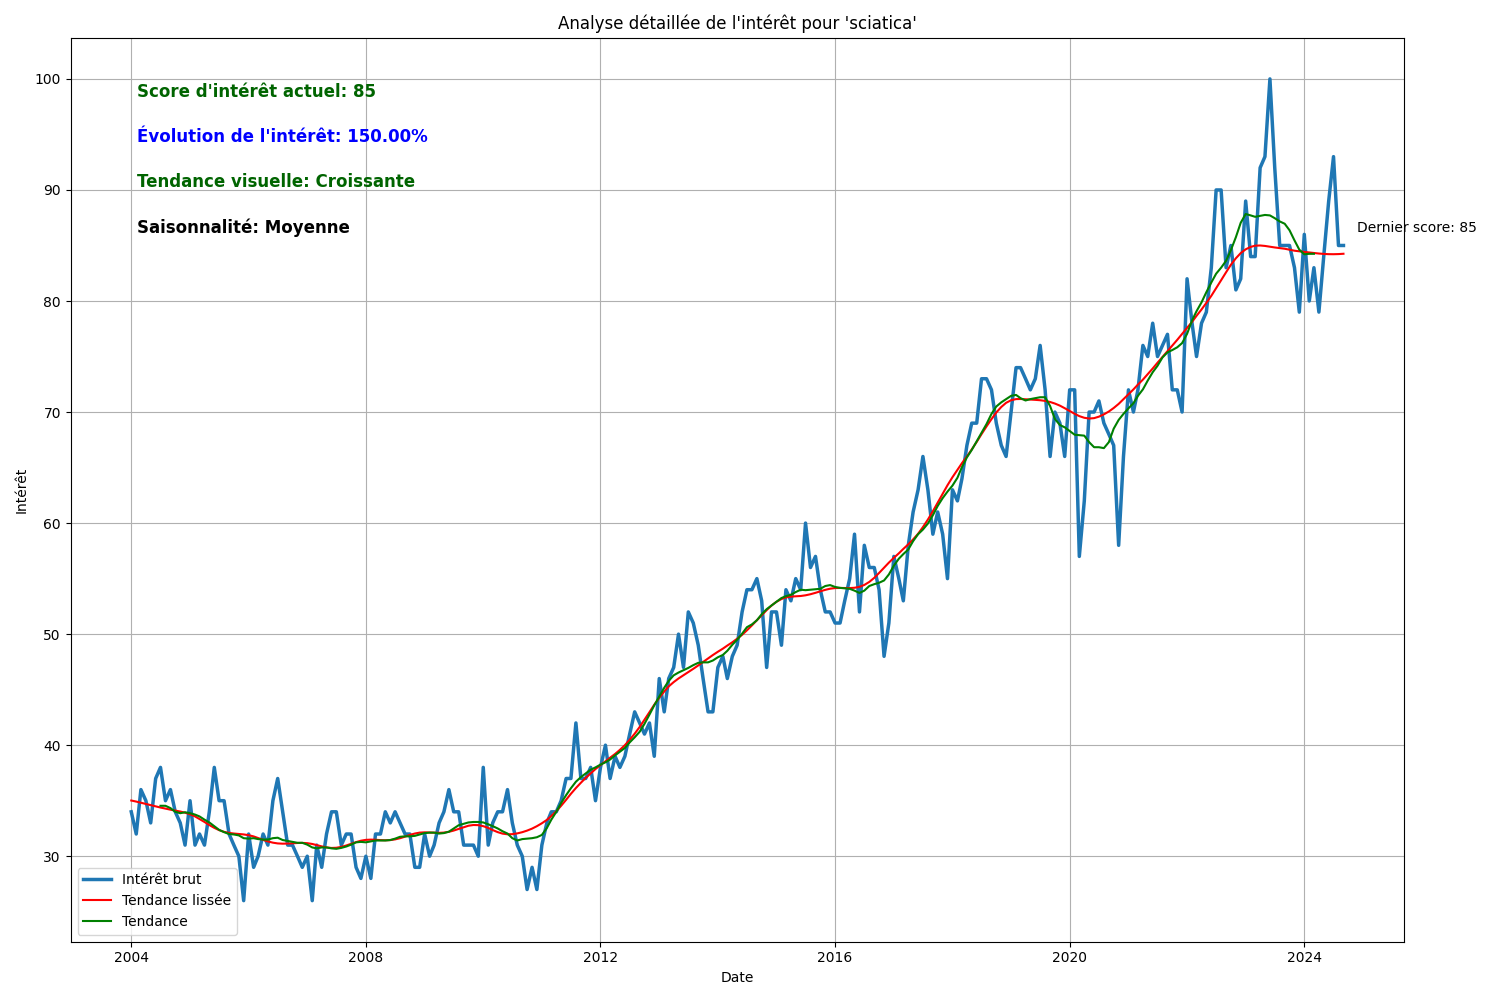 Analyse détaillée de l'intérêt pour 'sciatica'
100
90
80
70
60
50
40
30
Intérêt
Score d'intérêt actuel: 85
Évolution de l'intérêt: 150.00%
Tendance visuelle: Croissante
Saisonnalité: Moyenne
Dernier score: 85
Intérêt brut
Tendance lissée
Tendance
2004 2008 2012 2016 2020 2024
Date